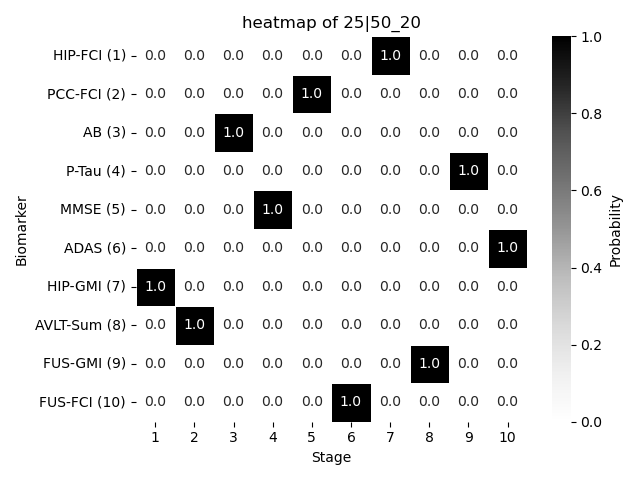 heatmap of 25|50_20
HIP-FCI (1) 0.0 0.0 0.0 0.0 0.0 0.0 1.0 0.0 0.0 0.0
PCC-FCI (2) 0.0 0.0 0.0 0.0 1.0 0.0 0.0 0.0 0.0 0.0
AB (3) 0.0 0.0 1.0 0.0 0.0 0.0 0.0 0.0 0.0 0.0
P-Tau (4) 0.0 0.0 0.0 0.0 0.0 0.0 0.0 0.0 1.0 0.0
MMSE (5) 0.0 0.0 0.0 1.0 0.0 0.0 0.0 0.0 0.0 0.0
ADAS (6) 0.0 0.0 0.0 0.0 0.0 0.0 0.0 0.0 0.0 1.0
HIP-GMI (7) 1.0 0.0 0.0 0.0 0.0 0.0 0.0 0.0 0.0 0.0
AVLT-Sum (8) 0.0 1.0 0.0 0.0 0.0 0.0 0.0 0.0 0.0 0.0
FUS-GMI (9) 0.0 0.0 0.0 0.0 0.0 0.0 0.0 1.0 0.0 0.0
FUS-FCI (10) 0.0 0.0 0.0 0.0 0.0 1.0 0.0 0.0 0.0 0.0
1 2 3 4 5 6 7 8 9 10
Stage
Biomarker
1.0
0.8
0.6
0.4
0.2
0.0
Probability